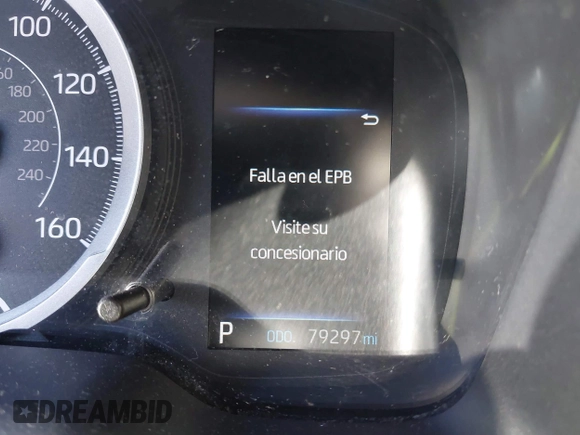 100
120
140
160
60
180
200
220
240
Falla en el EPB
Visite su
concesionario
P ODO. 79297 mi
DREAMBID